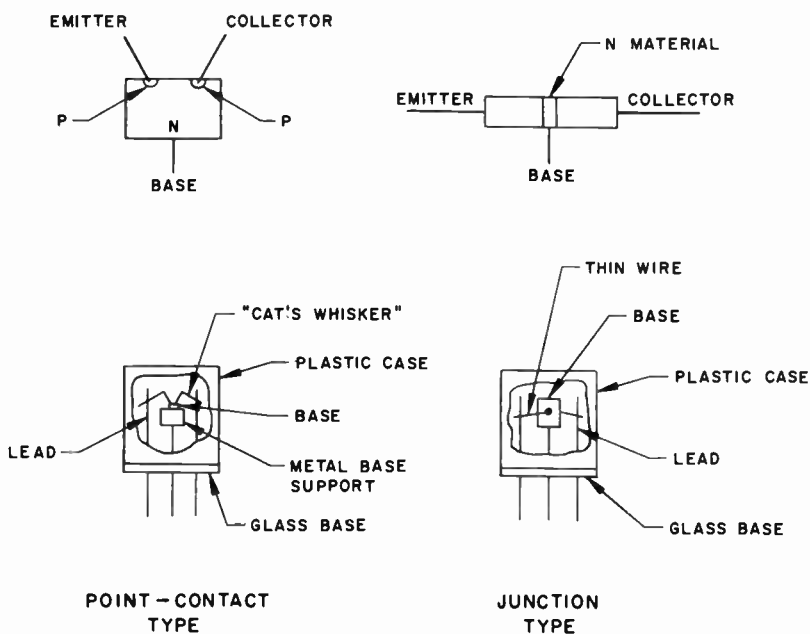 EMITTER
COLLECTOR
P
N
P
BASE
N MATERIAL
EMITTER
COLLECTOR
BASE
"CAT'S WHISKER"
PLASTIC CASE
BASE
LEAD
METAL BASE
SUPPORT
GLASS BASE
THIN WIRE
BASE
PLASTIC CASE
LEAD
GLASS BASE
POINT-CONTACT
TYPE
JUNCTION
TYPE